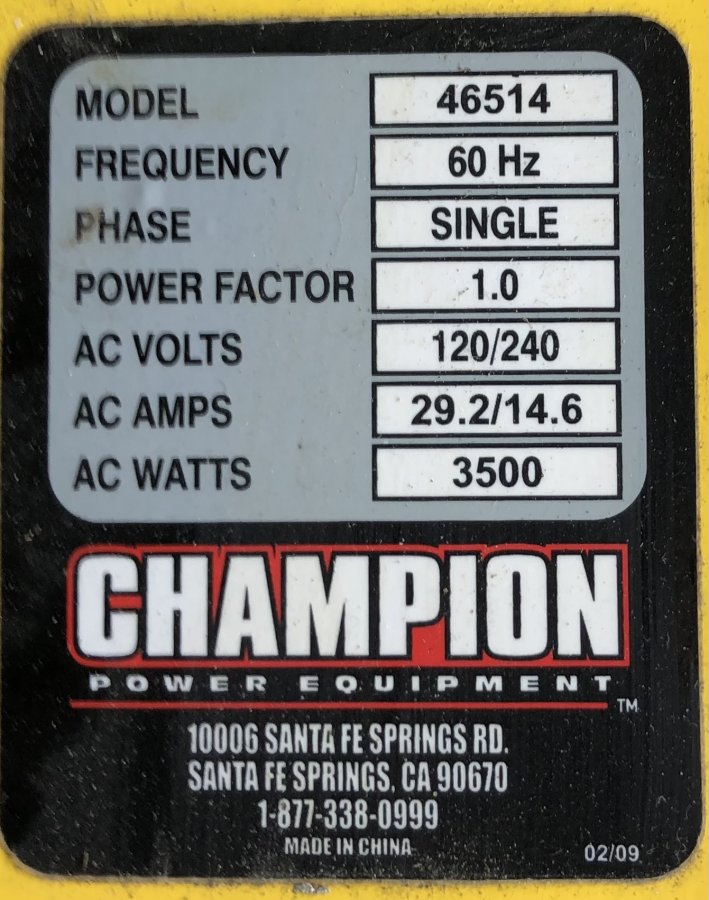 MODEL 46514
FREQUENCY 60 Hz
PHASE SINGLE
POWER FACTOR 1.0
AC VOLTS 120/240
AC AMPS 29.2/14.6
AC WATTS 3500
CHAMPION
POWER EQUIPMENT
TM
10006 SANTA FE SPRINGS RD.
SANTA FE SPRINGS, CA 90670
1-877-338-0999
MADE IN CHINA
02/09